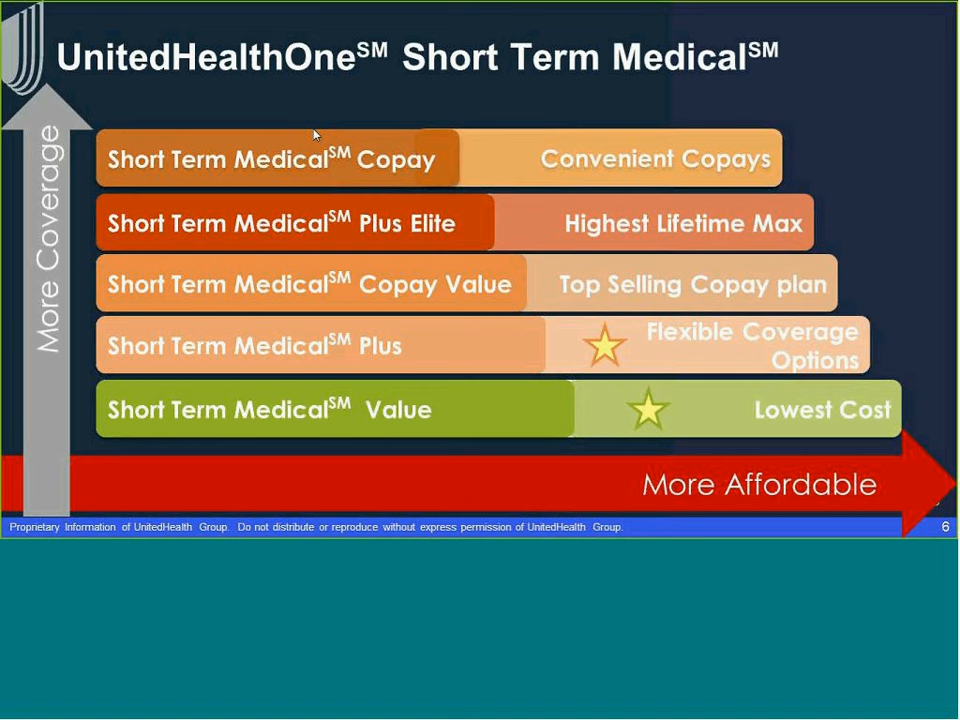 UnitedHealthOneSM Short Term MedicalSM
More Coverage
Short Term MedicalSM Copay Convenient Copays
Short Term MedicalSM Plus Elite Highest Lifetime Max
Short Term MedicalSM Copay Value Top Selling Copay plan
Short Term MedicalSM Plus Flexible Coverage
Options
Short Term MedicalSM Value Lowest Cost
More Affordable
Proprietary Information of UnitedHealth Group. Do not distribute or reproduce without express permission of UnitedHealth Group. 6